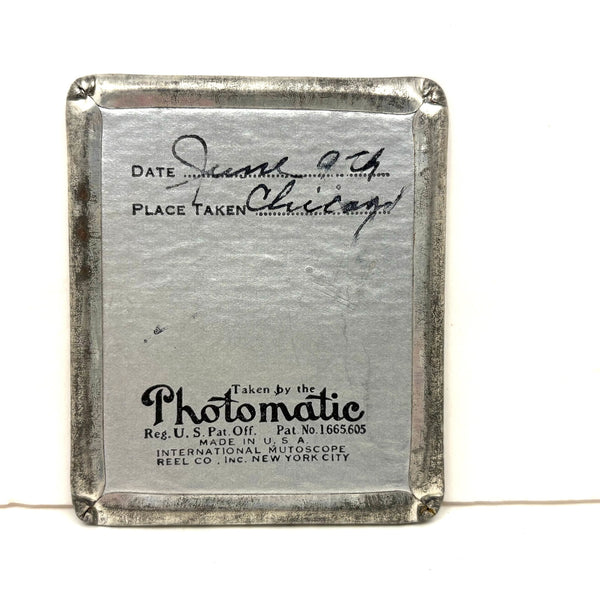 DATE June 9th
PLACE TAKEN Chicago
Taken by the
Photomatic
Reg. U. S. Pat. Off. Pat. No. 1665,605
MADE IN U. S. A.
INTERNATIONAL MUTOSCOPE
REEL CO., INC. NEW YORK CITY